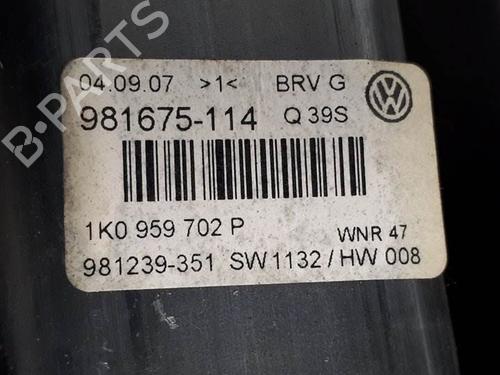 B-PARTS
04.09.07 >1< BRV G
981675-114 Q 39S
1K0 959 702 P WNR 47
981239-351 SW1132 / HW 008